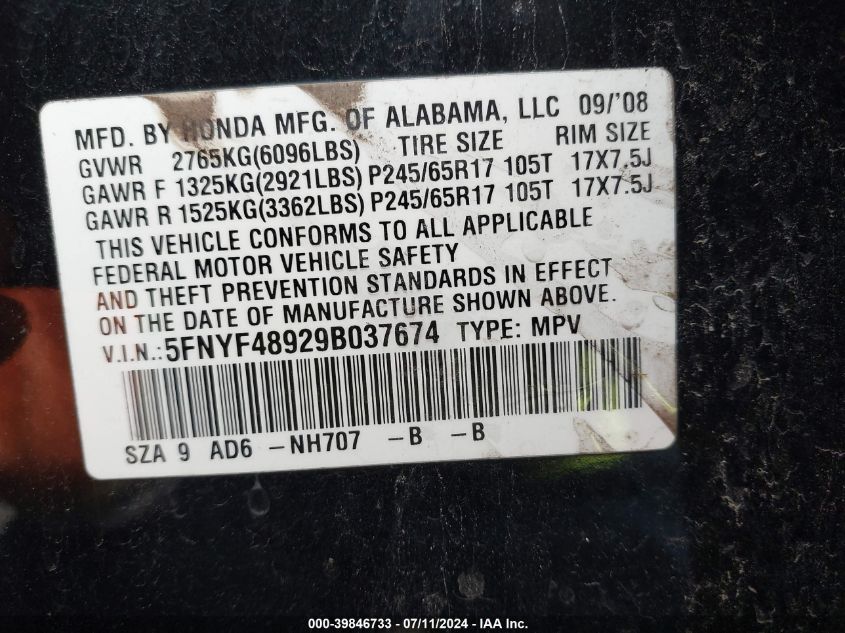 MFD. BY HONDA MFG. OF ALABAMA, LLC 09/'08
GVWR 2765KG(6096LBS) TIRE SIZE RIM SIZE
GAWR F 1325KG(2921LBS) P245/65R17 105T 17X7.5J
GAWR R 1525KG(3362LBS) P245/65R17 105T 17X7.5J
THIS VEHICLE CONFORMS TO ALL APPLICABLE
FEDERAL MOTOR VEHICLE SAFETY
AND THEFT PREVENTION STANDARDS IN EFFECT
ON THE DATE OF MANUFACTURE SHOWN ABOVE.
V.I.N.: 5FNYF48929B037674 TYPE: MPV
SZA 9 AD6 -NH707 -B -B
000-39846733 / 07/11/2024 - IAA Inc.